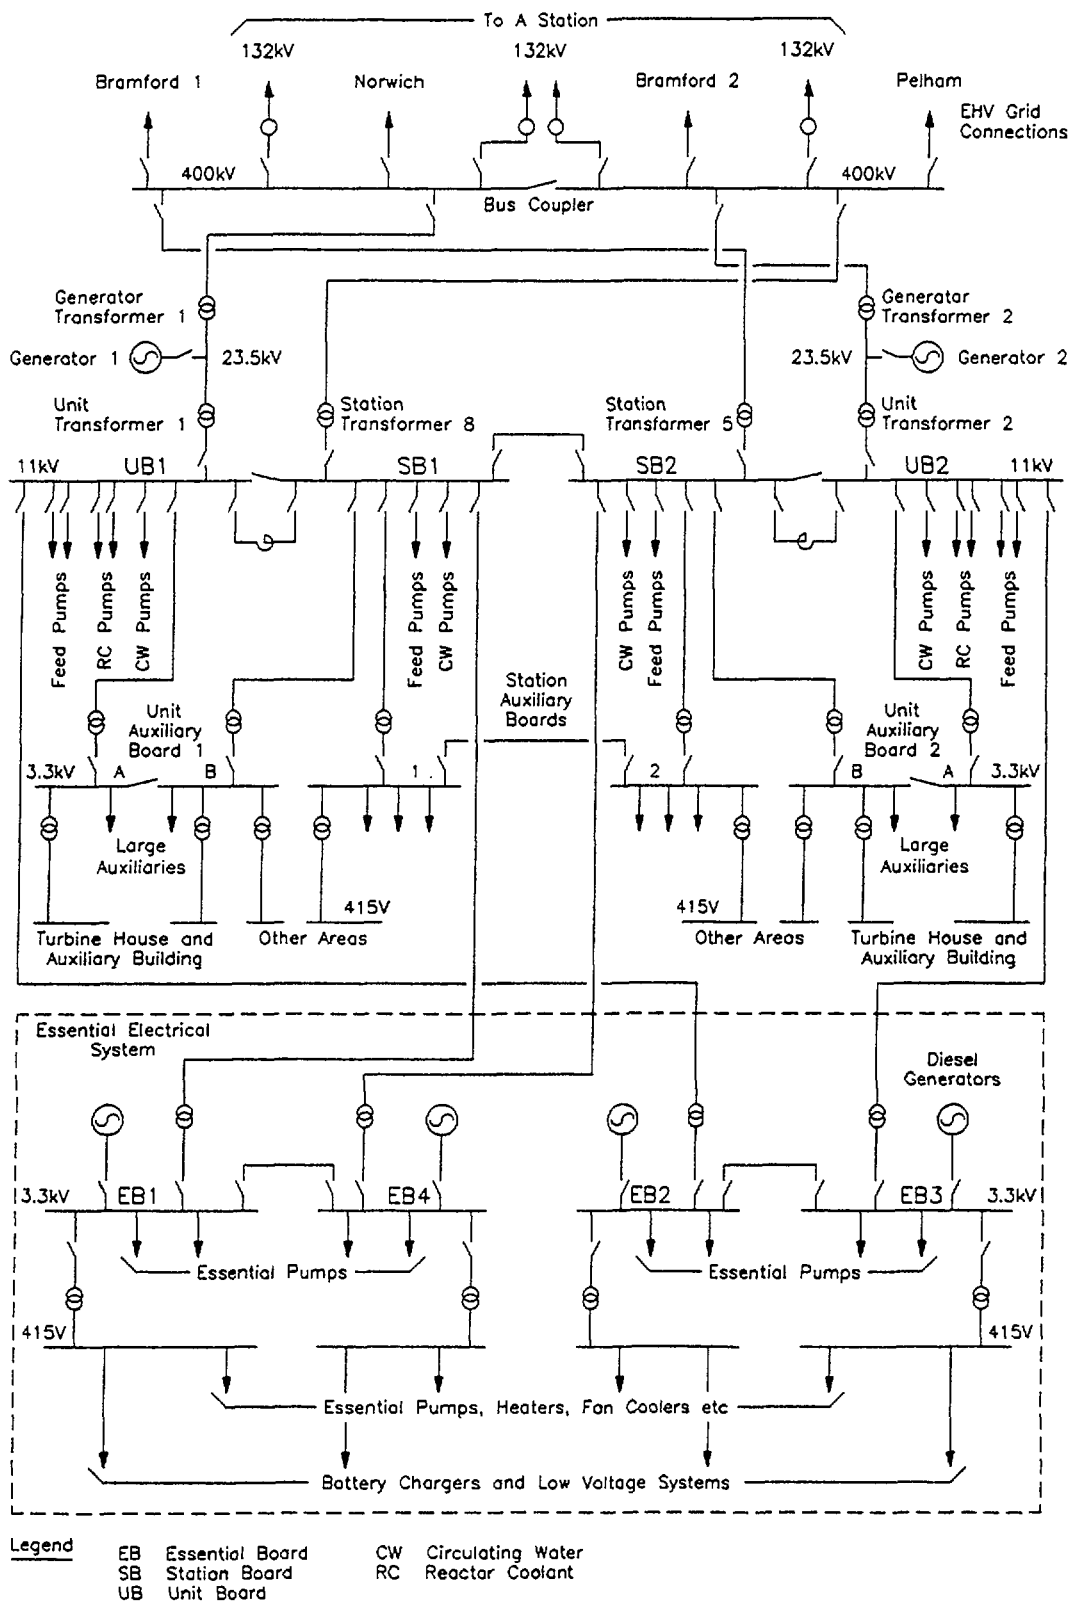 To A Station
132kV
132kV
132kV
Bramford 1
Norwich
Bramford 2
Pelham
EHV Grid
Connections
400kV
400kV
Bus Coupler
Generator
Transformer 1
Generatar
Transformer 2
Generator 1
23.5kV
23.5kV
Generator 2
Unit
Transformer 1
Station
Transformer 8
Station
Transformer 5
Unit
Transformer 2
11kV
UB1
SB1
SB2
UB2
11kV
Feed Pumps
RC Pumps
CW Pumps
Feed Pumps
CW Pumps
CW Pumps
Feed Pumps
CW Pumps
RC Pumps
Feed Pumps
Station
Auxiliary
Boards
Unit
Auxiliary
Board 1
Unit
Auxiliary
Board 2
3.3kV
A
B
1
2
B
A
3.3kV
Large
Auxiliaries
Large
Auxiliaries
415V
415V
Turbine House and
Auxiliary Building
Other Areas
Other Areas
Turbine House and
Auxiliary Building
Essential Electrical
System
Diesel
Generators
3.3kV
EB1
EB4
EB2
EB3
3.3kV
Essential Pumps
Essential Pumps
415V
415V
Essential Pumps, Heaters, Fan Coolers etc
Battery Chargers and Low Voltage Systems
Legend
EB Essential Board
CW Circulating Water
SB Station Board
RC Reactor Coolant
UB Unit Board